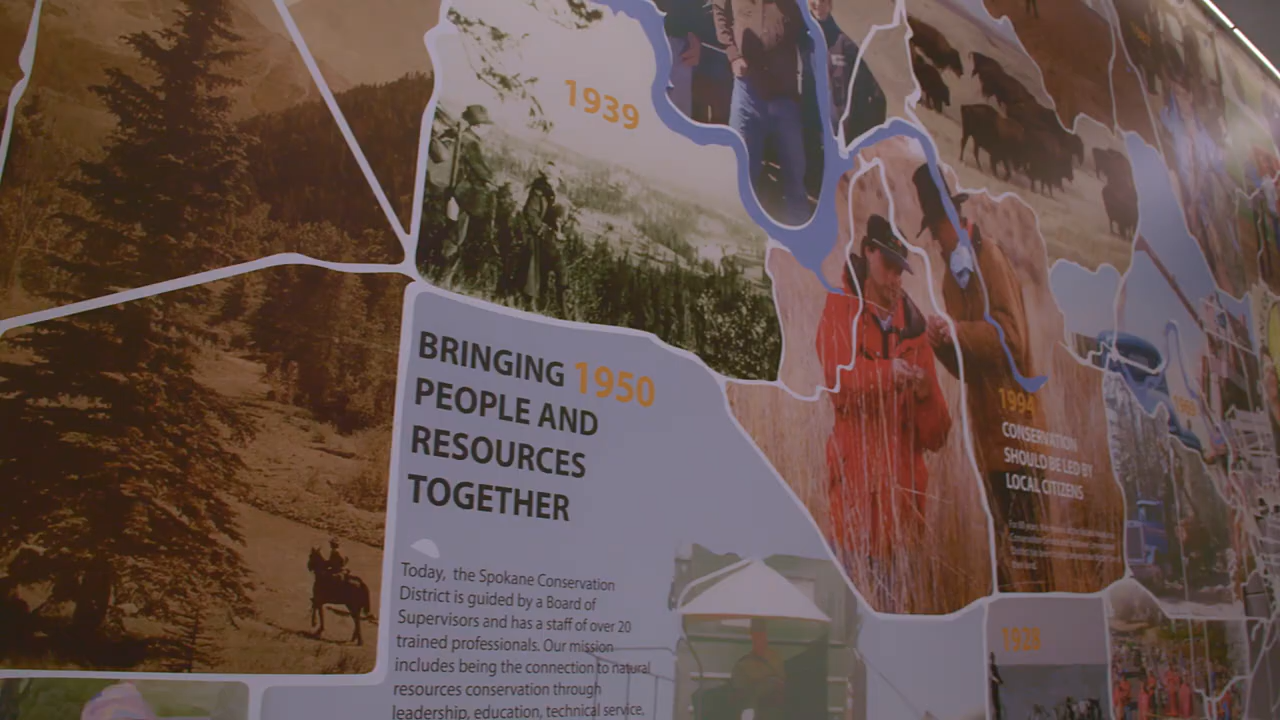 1939
BRINGING 1950
PEOPLE AND
RESOURCES
TOGETHER
Today, the Spokane Conservation
District is guided by a Board of
Supervisors and has a staff of over 20
trained professionals. Our mission
includes being the connection to natural
resources conservation through
leadership, education, technical service,
1994
CONSERVATION
SHOULD BE LED BY
LOCAL CITIZENS
1928